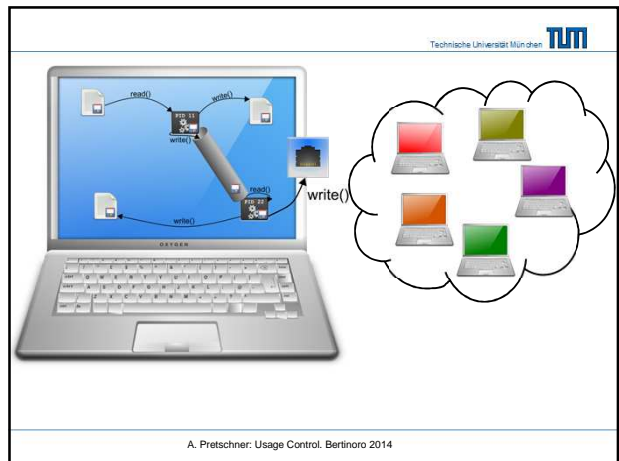 Technische Universität München TUM
read()
write()
PID 11
write()
read()
write()
PID 22
write()
OXYGEN
A. Pretschner: Usage Control. Bertinoro 2014